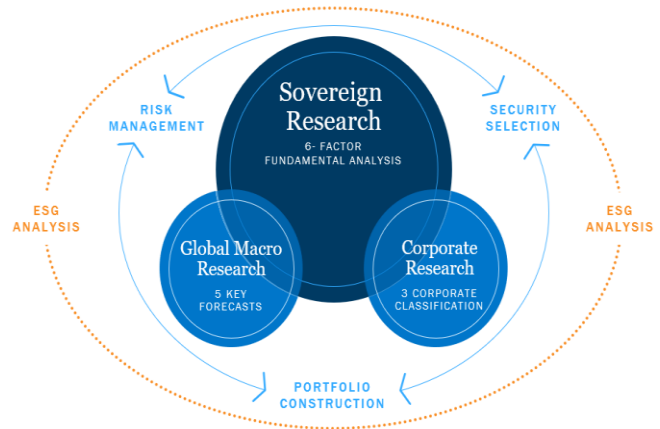 Sovereign
Research
6- FACTOR
FUNDAMENTAL ANALYSIS
RISK
MANAGEMENT
SECURITY
SELECTION
ESG
ANALYSIS
ESG
ANALYSIS
Global Macro
Research
5 KEY
FORECASTS
Corporate
Research
3 CORPORATE
CLASSIFICATION
PORTFOLIO
CONSTRUCTION